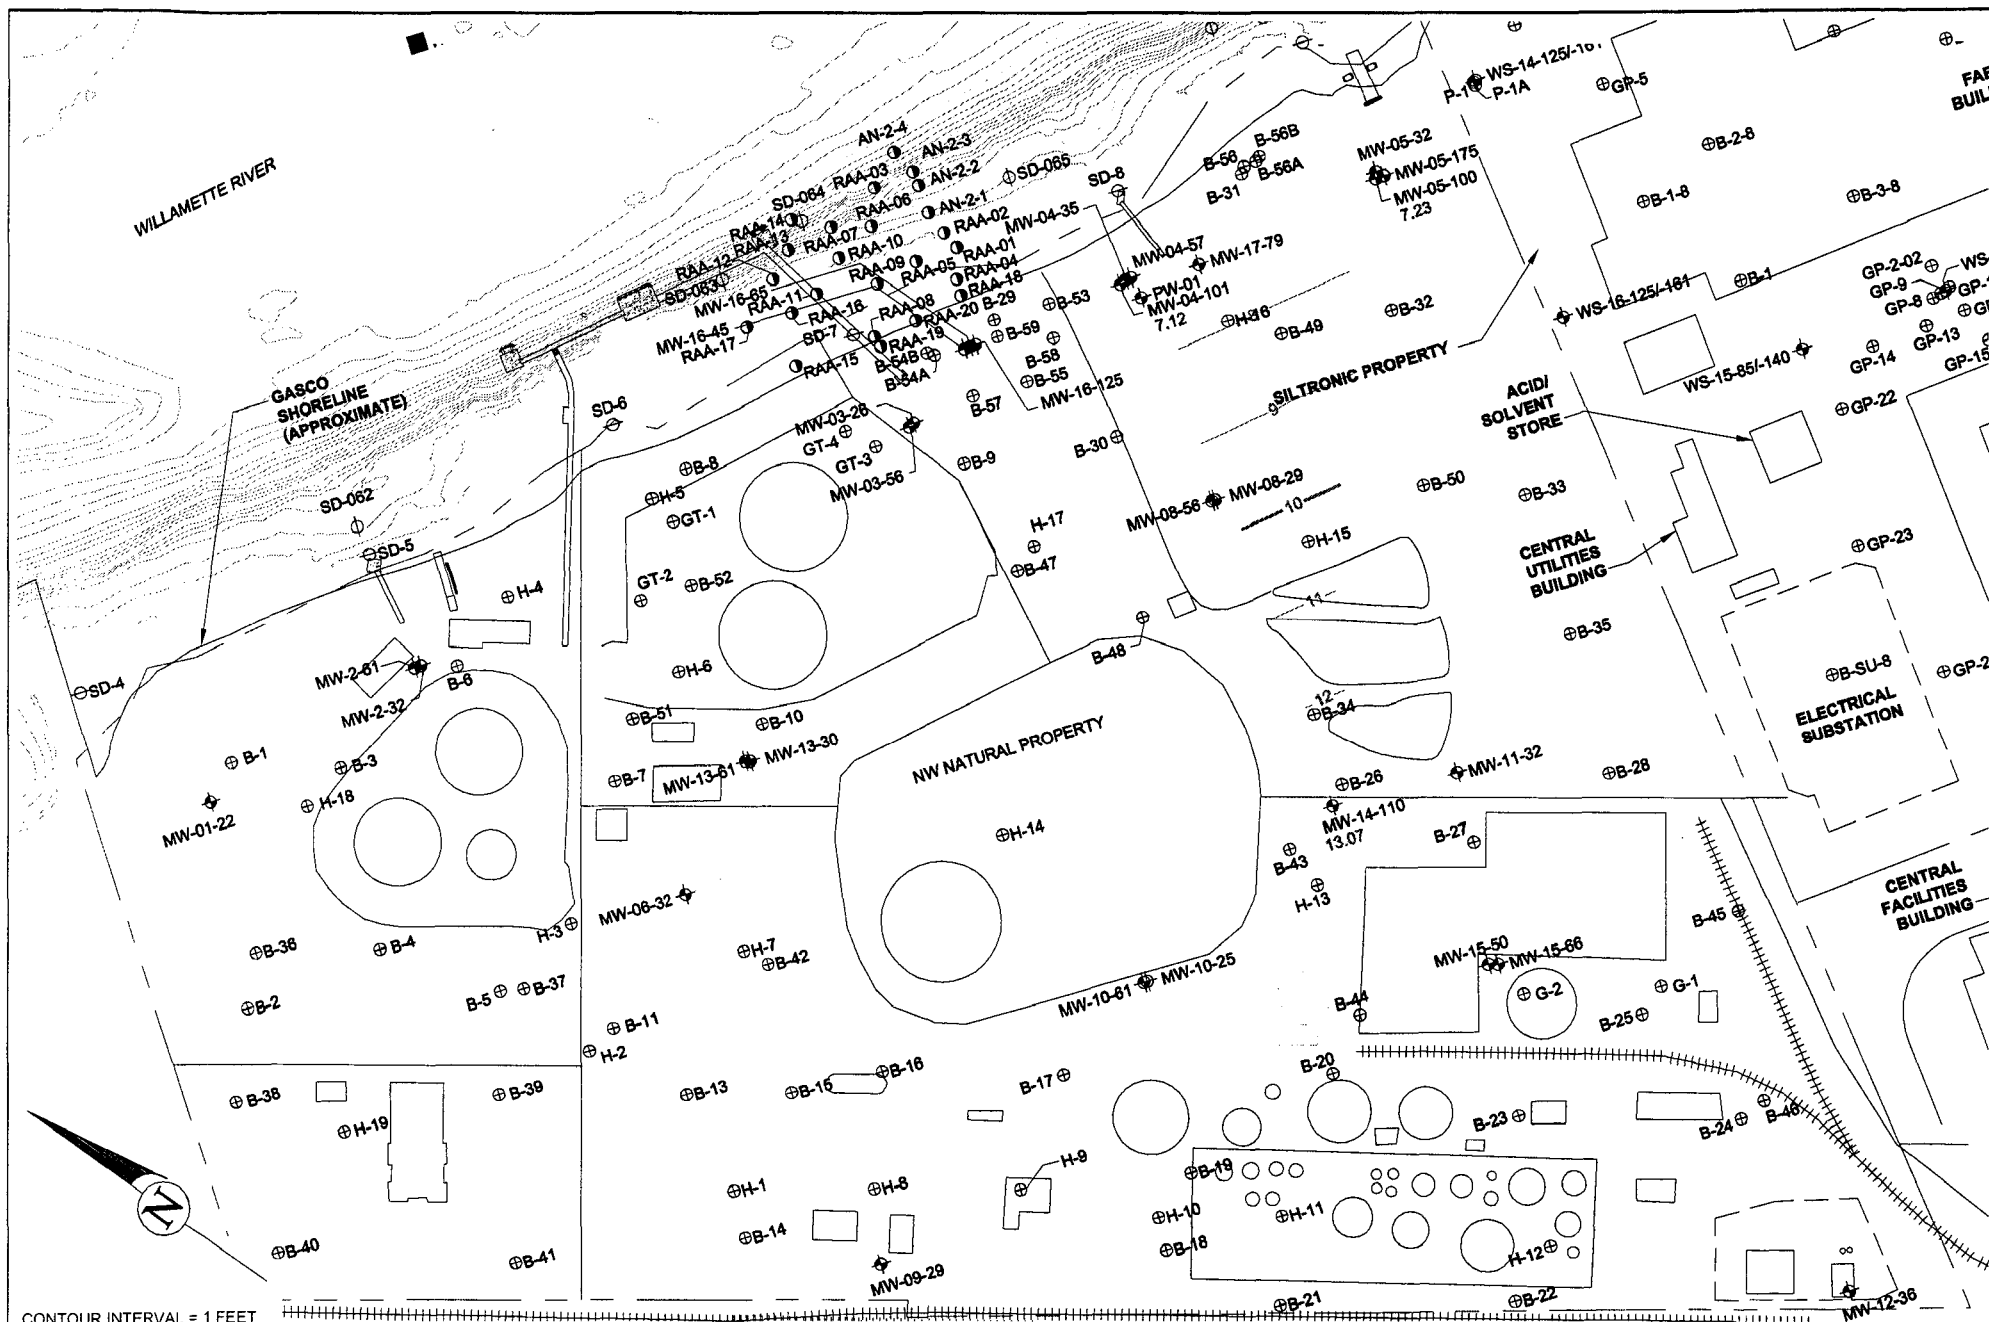 WILLAMETTE RIVER
GASCO
SHORELINE
(APPROXIMATE)
AN-2-4
AN-2-3
AN-2-2
AN-2-1
RAA-03
RAA-06
SD-064
SD-065
SD-8
RAA-14
RAA-13
RAA-07
RAA-10
RAA-02
MW-04-35
RAA-12
RAA-09
RAA-05
RAA-01
RAA-04
RAA-18
SD-063
MW-16-65
RAA-11
RAA-16
RAA-08
RAA-20
B-29
B-53
MW-16-45
RAA-17
SD-7
RAA-19
RAA-15
B-54B
B-54A
B-59
B-58
B-55
B-57
MW-16-125
MW-04-57
MW-17-79
PW-01
MW-04-101
7.12
B-56
B-56B
B-56A
B-31
MW-05-32
MW-05-175
MW-05-100
7.23
P-1
P-1A
GP-5
B-2-8
B-1-8
B-3-8
B-1
GP-2-02
GP-9
GP-8
GP-13
GP-14
GP-22
GP-23
WS-16-125/-161
WS-15-85/-140
B-32
B-49
SILTRONIC PROPERTY
9
ACID/
SOLVENT
STORE
SD-6
MW-03-26
GT-4
GT-3
MW-03-56
B-9
B-30
B-8
H-5
GT-1
SD-062
SD-5
H-4
GT-2
B-52
H-17
B-47
MW-08-56
MW-08-29
10
H-15
B-50
B-33
CENTRAL
UTILITIES
BUILDING
11
B-35
B-48
SD-4
MW-2-61
MW-2-32
B-6
H-6
B-51
B-10
12
B-34
B-SU-8
ELECTRICAL
SUBSTATION
B-1
B-3
H-18
MW-01-22
B-7
MW-13-61
MW-13-30
NW NATURAL PROPERTY
H-14
B-26
MW-11-32
B-28
MW-14-110
13.07
B-27
B-43
H-13
MW-06-32
H-3
B-36
B-4
H-7
B-42
B-45
CENTRAL
FACILITIES
BUILDING
MW-15-50
MW-15-66
B-2
B-5
B-37
MW-10-61
MW-10-25
B-44
G-2
G-1
B-25
B-11
H-2
B-38
B-39
B-13
B-15
B-16
B-17
B-20
B-23
B-24
B-46
H-19
H-1
H-8
H-9
B-19
H-10
H-11
B-14
B-18
H-12
N
B-40
B-41
MW-09-29
B-21
B-22
MW-12-36
CONTOUR INTERVAL = 1 FEET